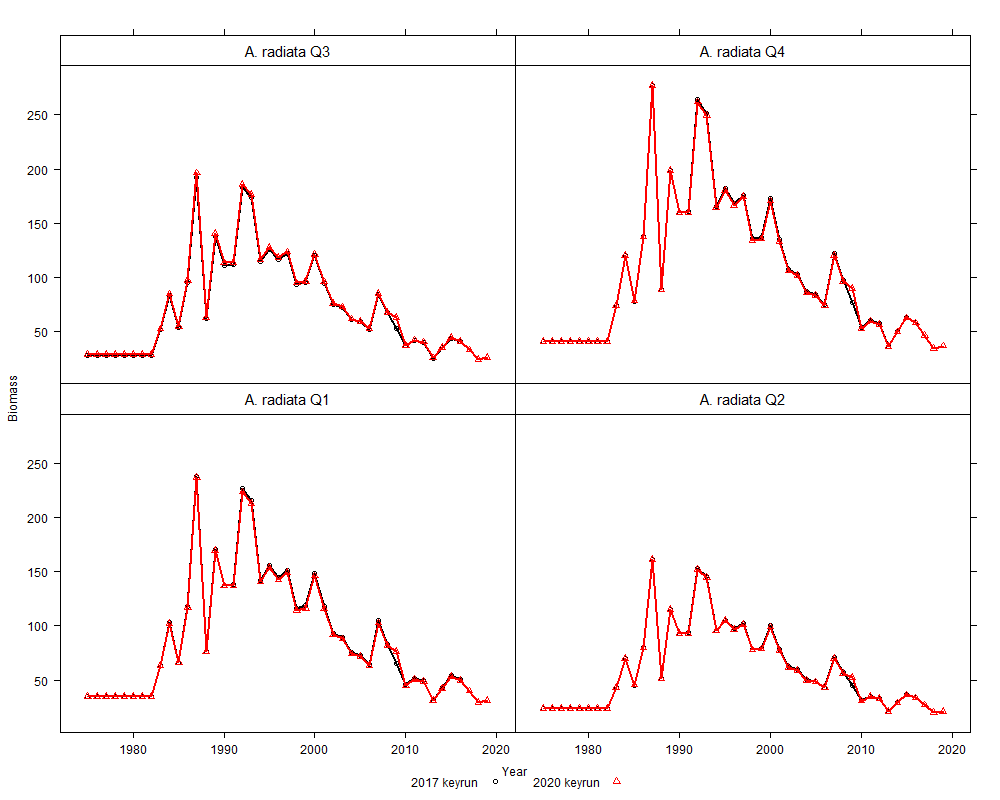 A. radiata Q3
A. radiata Q4
250
200
150
100
50
Biomass
A. radiata Q1
A. radiata Q2
250
200
150
100
50
1980
1990
2000
2010
2020
1980
1990
2000
2010
2020
Year
2017 keyrun
2020 keyrun